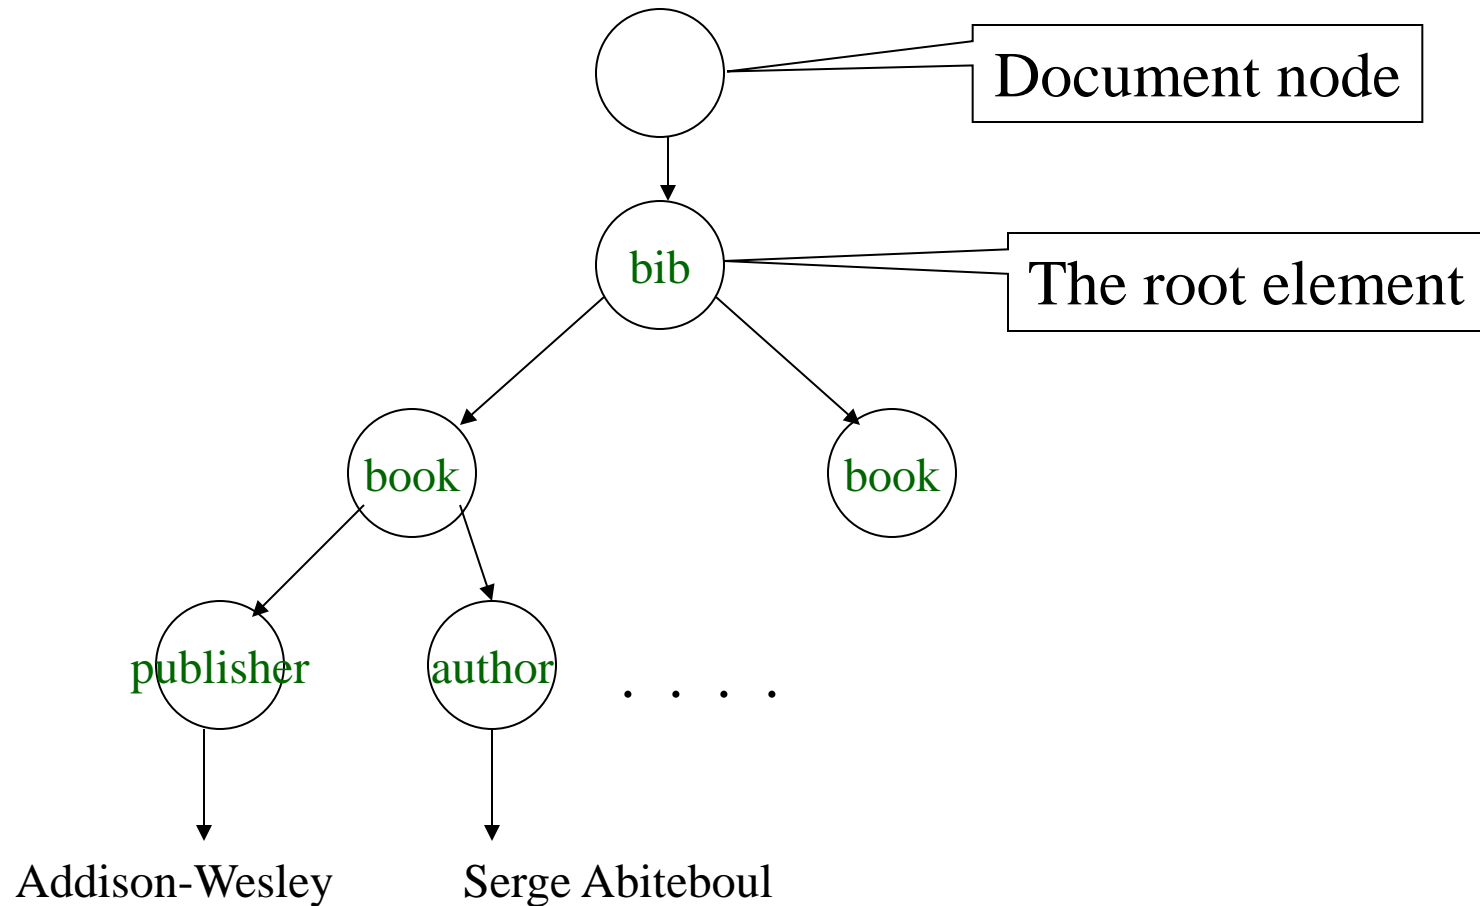 Document node
bib
The root element
book
book
publisher
author
. . . .
Addison-Wesley
Serge Abiteboul